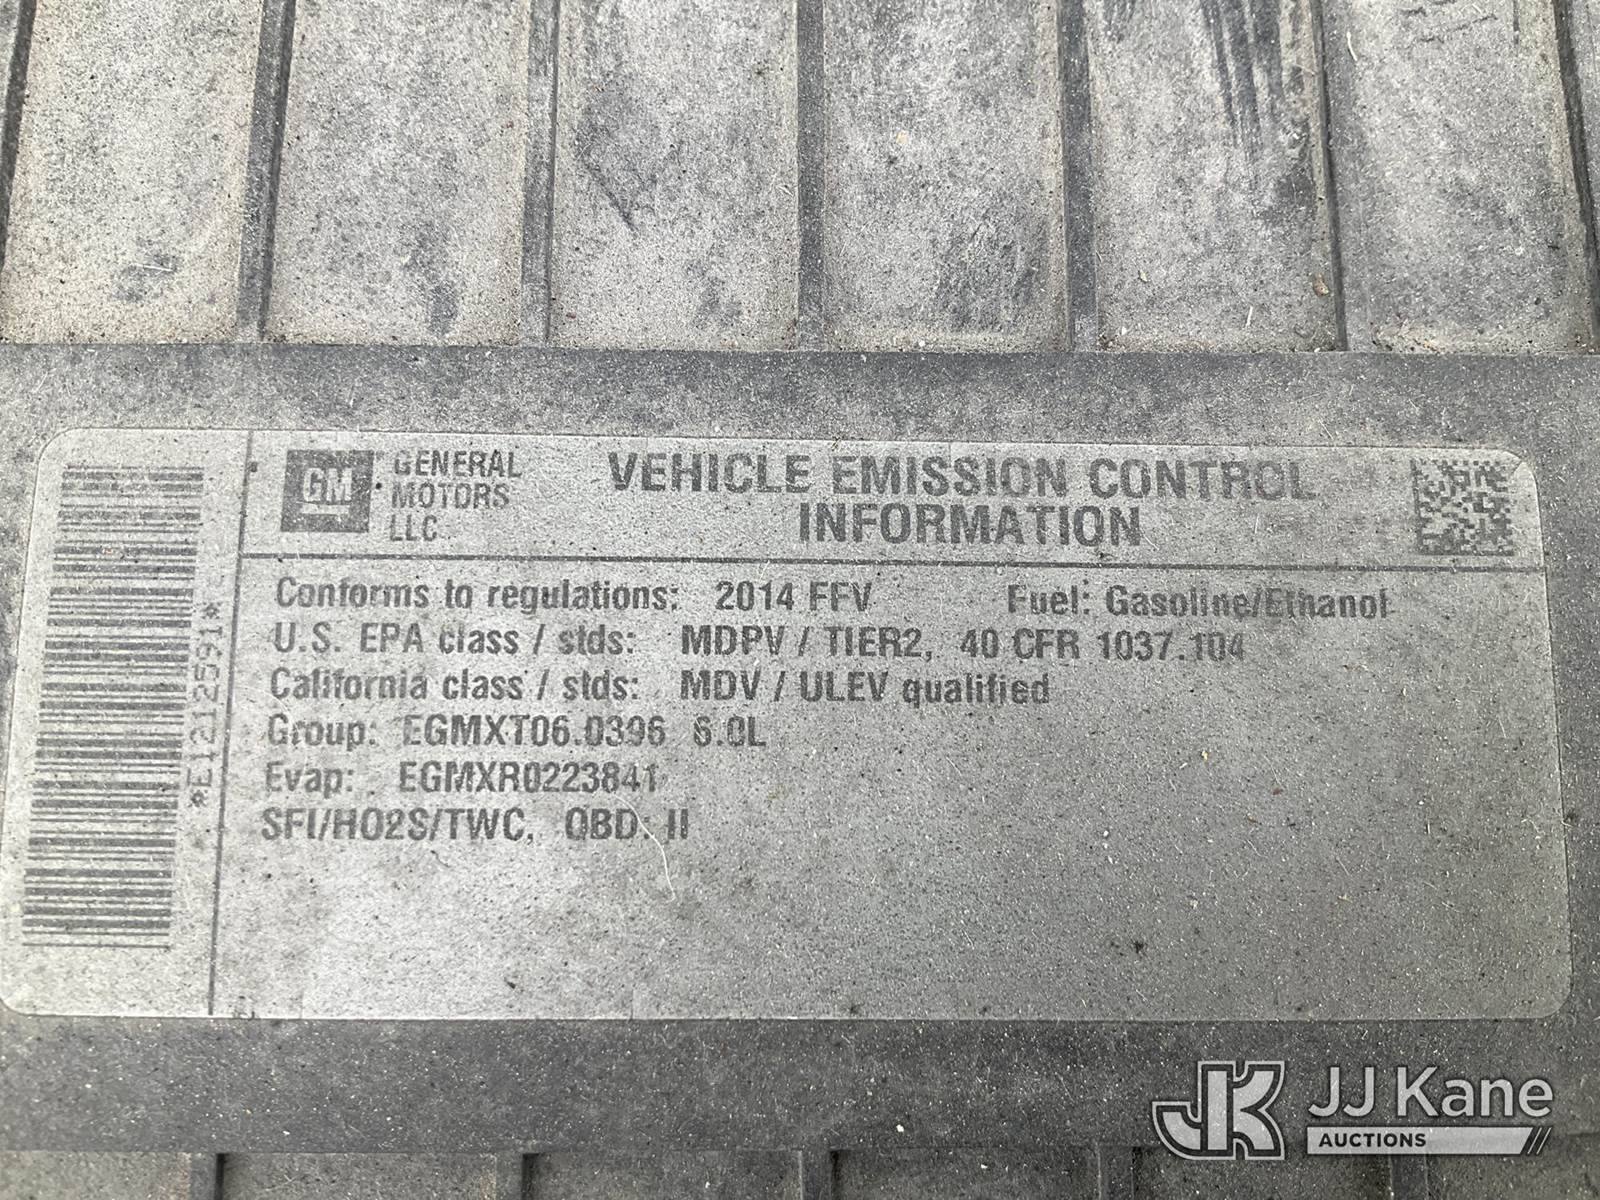 GM GENERAL MOTORS LLC
VEHICLE EMISSION CONTROL
INFORMATION
Conforms to regulations: 2014 FFV Fuel: Gasoline/Ethanol
U.S. EPA class / stds: MDPV / TIER2, 40 CFR 1037.104
California class / stds: MDV / ULEV qualified
Group: EGMXT06.0396 6.0L
Evap: EGMXR0223841
SFI/HO2S/TWC, OBD: II
*E1212591*
JK JJ Kane
AUCTIONS